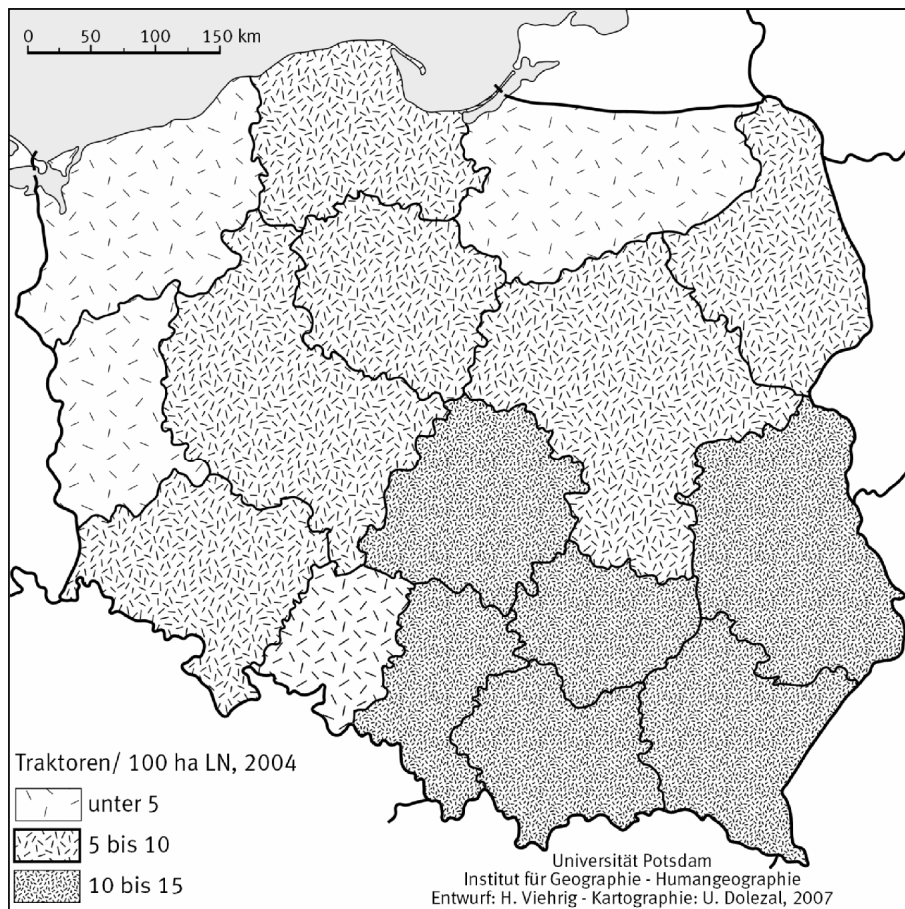 0 50 100 150 km
Traktoren/ 100 ha LN, 2004
unter 5
5 bis 10
10 bis 15
Universität Potsdam
Institut für Geographie - Humangeographie
Entwurf: H. Viehrig - Kartographie: U. Dolezal, 2007